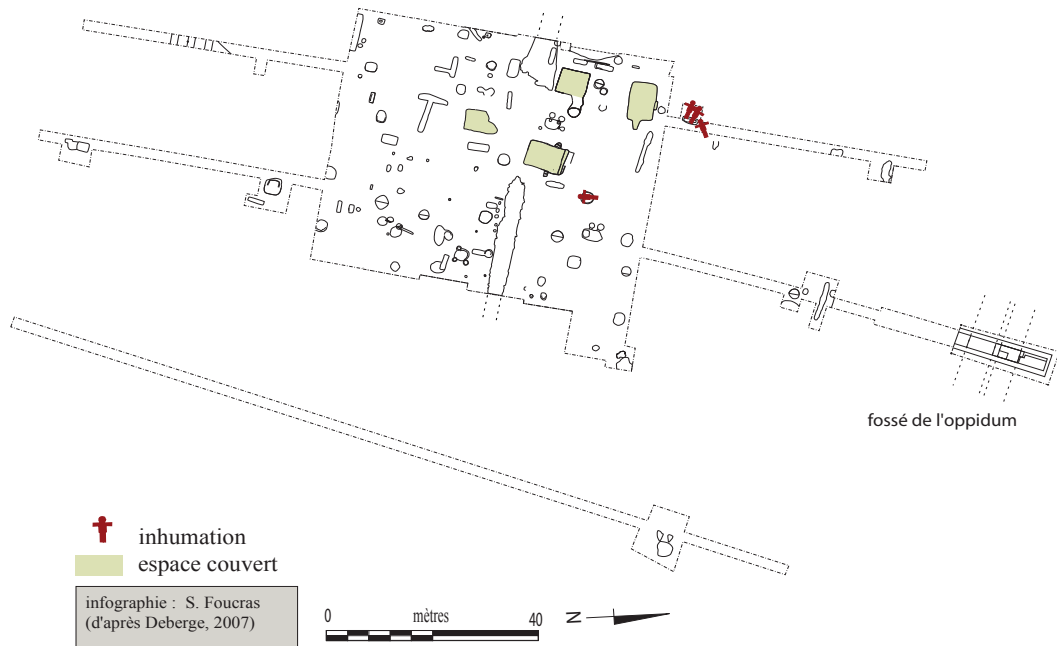 fossé de l'oppidum
inhumation
espace couvert
infographie : S. Foucras
(d'après Deberge, 2007)
0 mètres 40
N